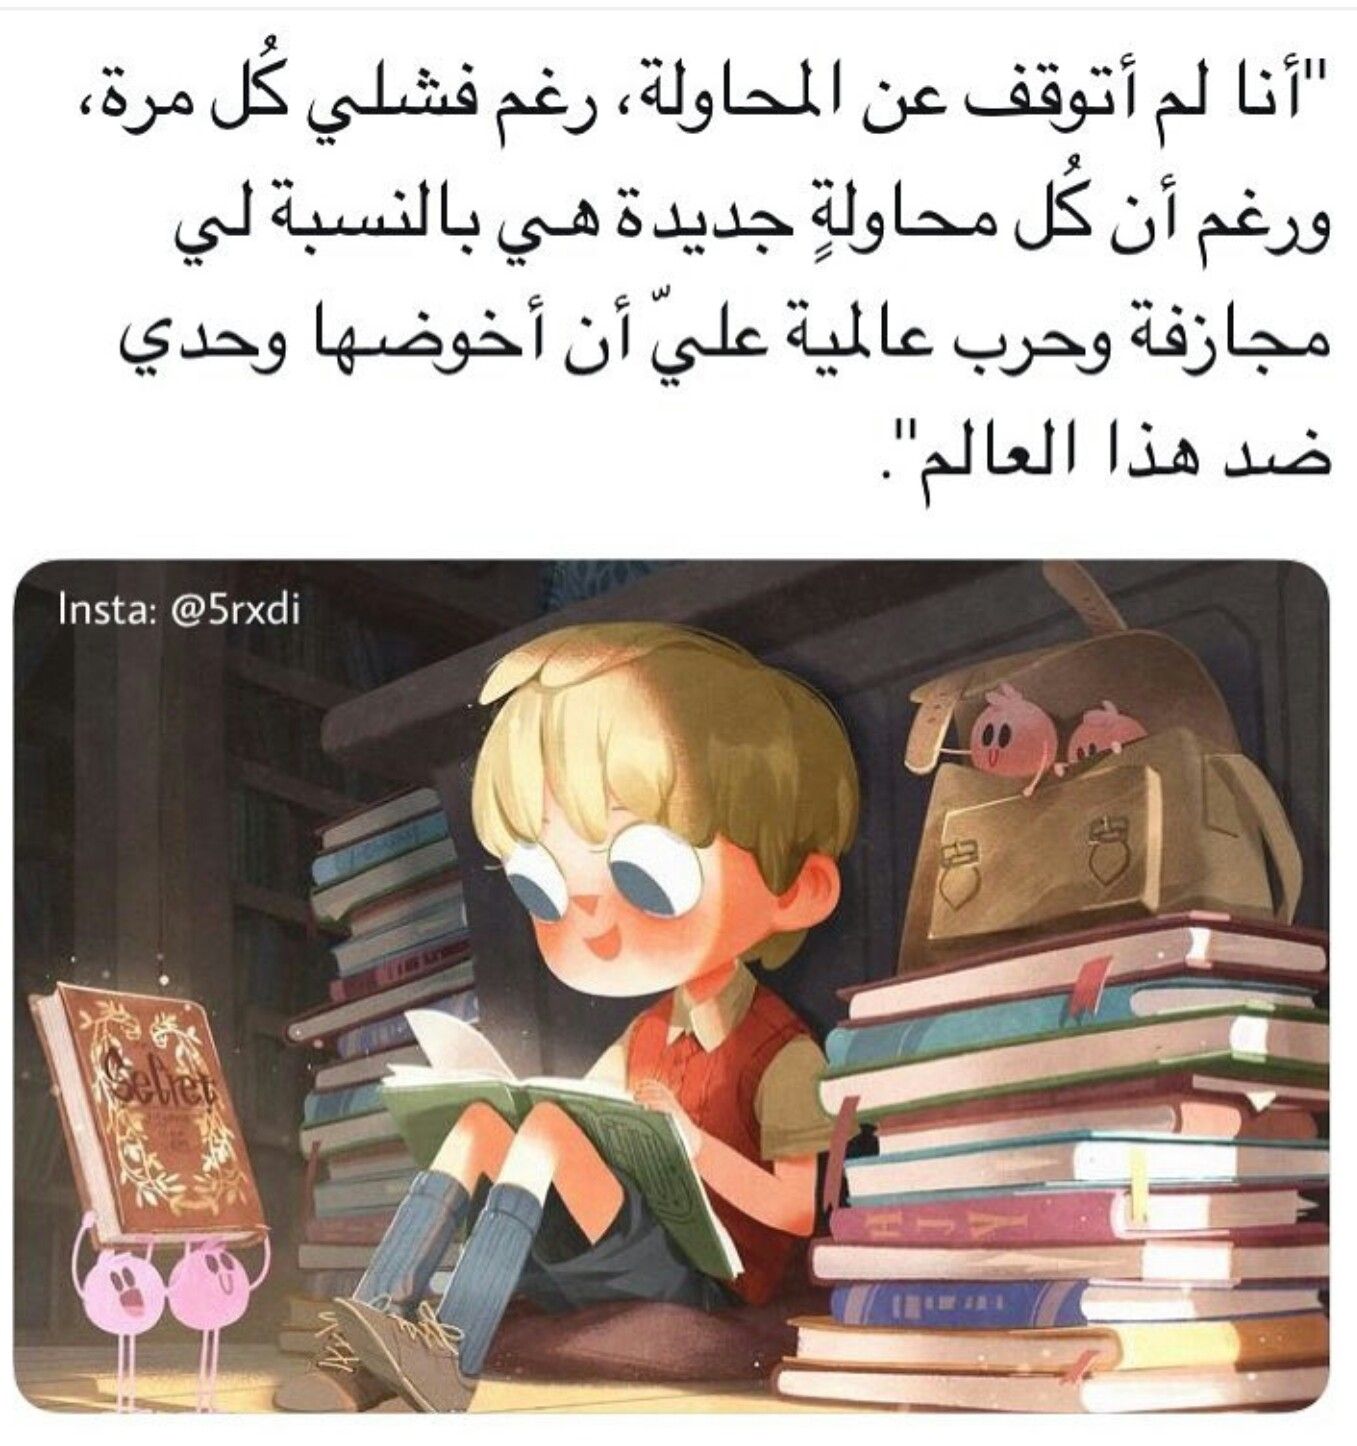 "أنا لم أتوقف عن المحاولة، رغم فشلي كُل مرة،
ورغم أن كُل محاولةٍ جديدة هي بالنسبة لي
مجازفة وحرب عالمية عليّ أن أخوضها وحدي
ضد هذا العالم".
Insta: @5rxdi
Secret